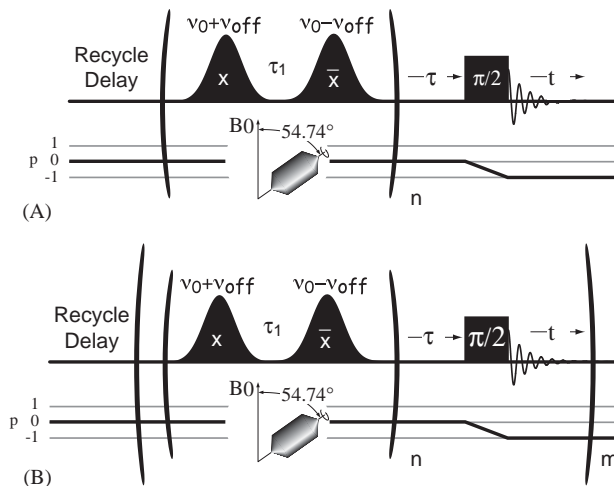 ν0+νoff ν0−νoff
Recycle
Delay
x τ1 x̄ −τ → π/2 −t →
B0 54.74°
1
p 0
-1
(A) n
ν0+νoff ν0−νoff
Recycle
Delay
x τ1 x̄ −τ → π/2 −t →
B0 54.74°
1
p 0
-1
n m
(B)